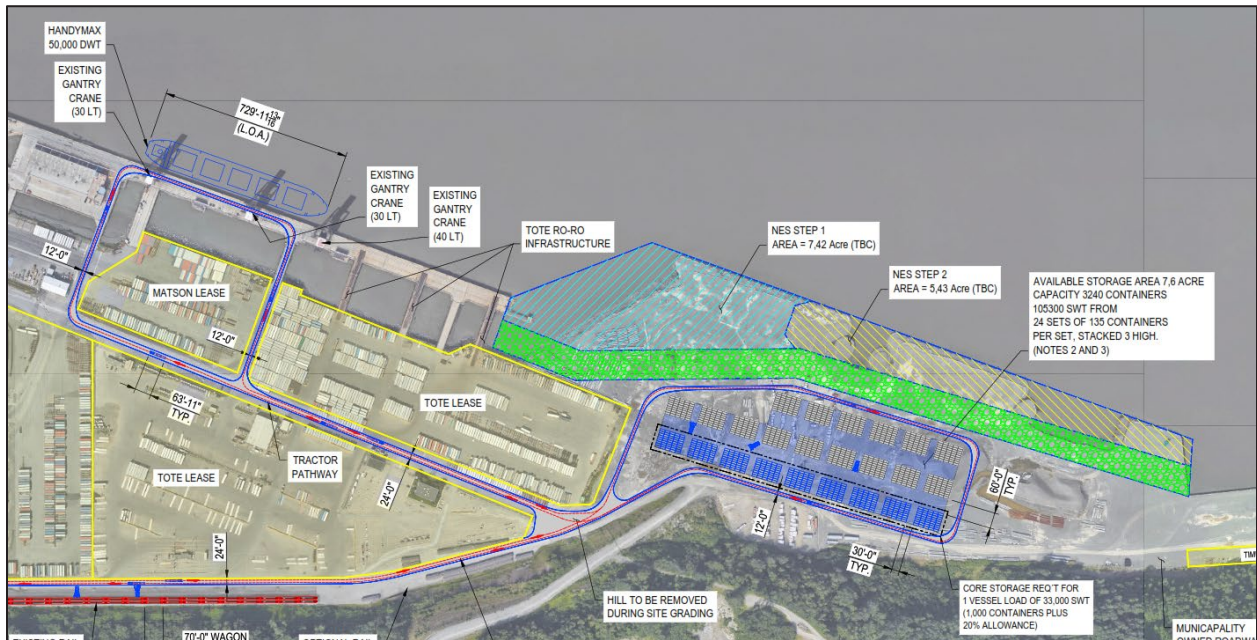 HANDYMAX
50,000 DWT
EXISTING
GANTRY
CRANE
(30 LT)
729'-11 13/16"
(L.O.A.)
EXISTING
GANTRY
CRANE
(30 LT)
EXISTING
GANTRY
CRANE
(40 LT)
TOTE RO-RO
INFRASTRUCTURE
NES STEP 1
AREA = 7,42 Acre (TBC)
NES STEP 2
AREA = 5,43 Acre (TBC)
AVAILABLE STORAGE AREA 7,6 ACRE
CAPACITY 3240 CONTAINERS
105300 SWT FROM
24 SETS OF 135 CONTAINERS
PER SET, STACKED 3 HIGH.
(NOTES 2 AND 3)
12'-0"
MATSON LEASE
12'-0"
63'-11"
TYP.
TOTE LEASE
TRACTOR
PATHWAY
TOTE LEASE
24'-0"
24'-0"
12'-0"
60'-0"
TYP.
30'-0"
TYP.
HILL TO BE REMOVED
DURING SITE GRADING
CORE STORAGE REQ'T FOR
1 VESSEL LOAD OF 33,000 SWT
(1,000 CONTAINERS PLUS
20% ALLOWANCE)
70'-0" WAGON
MUNICAPALITY